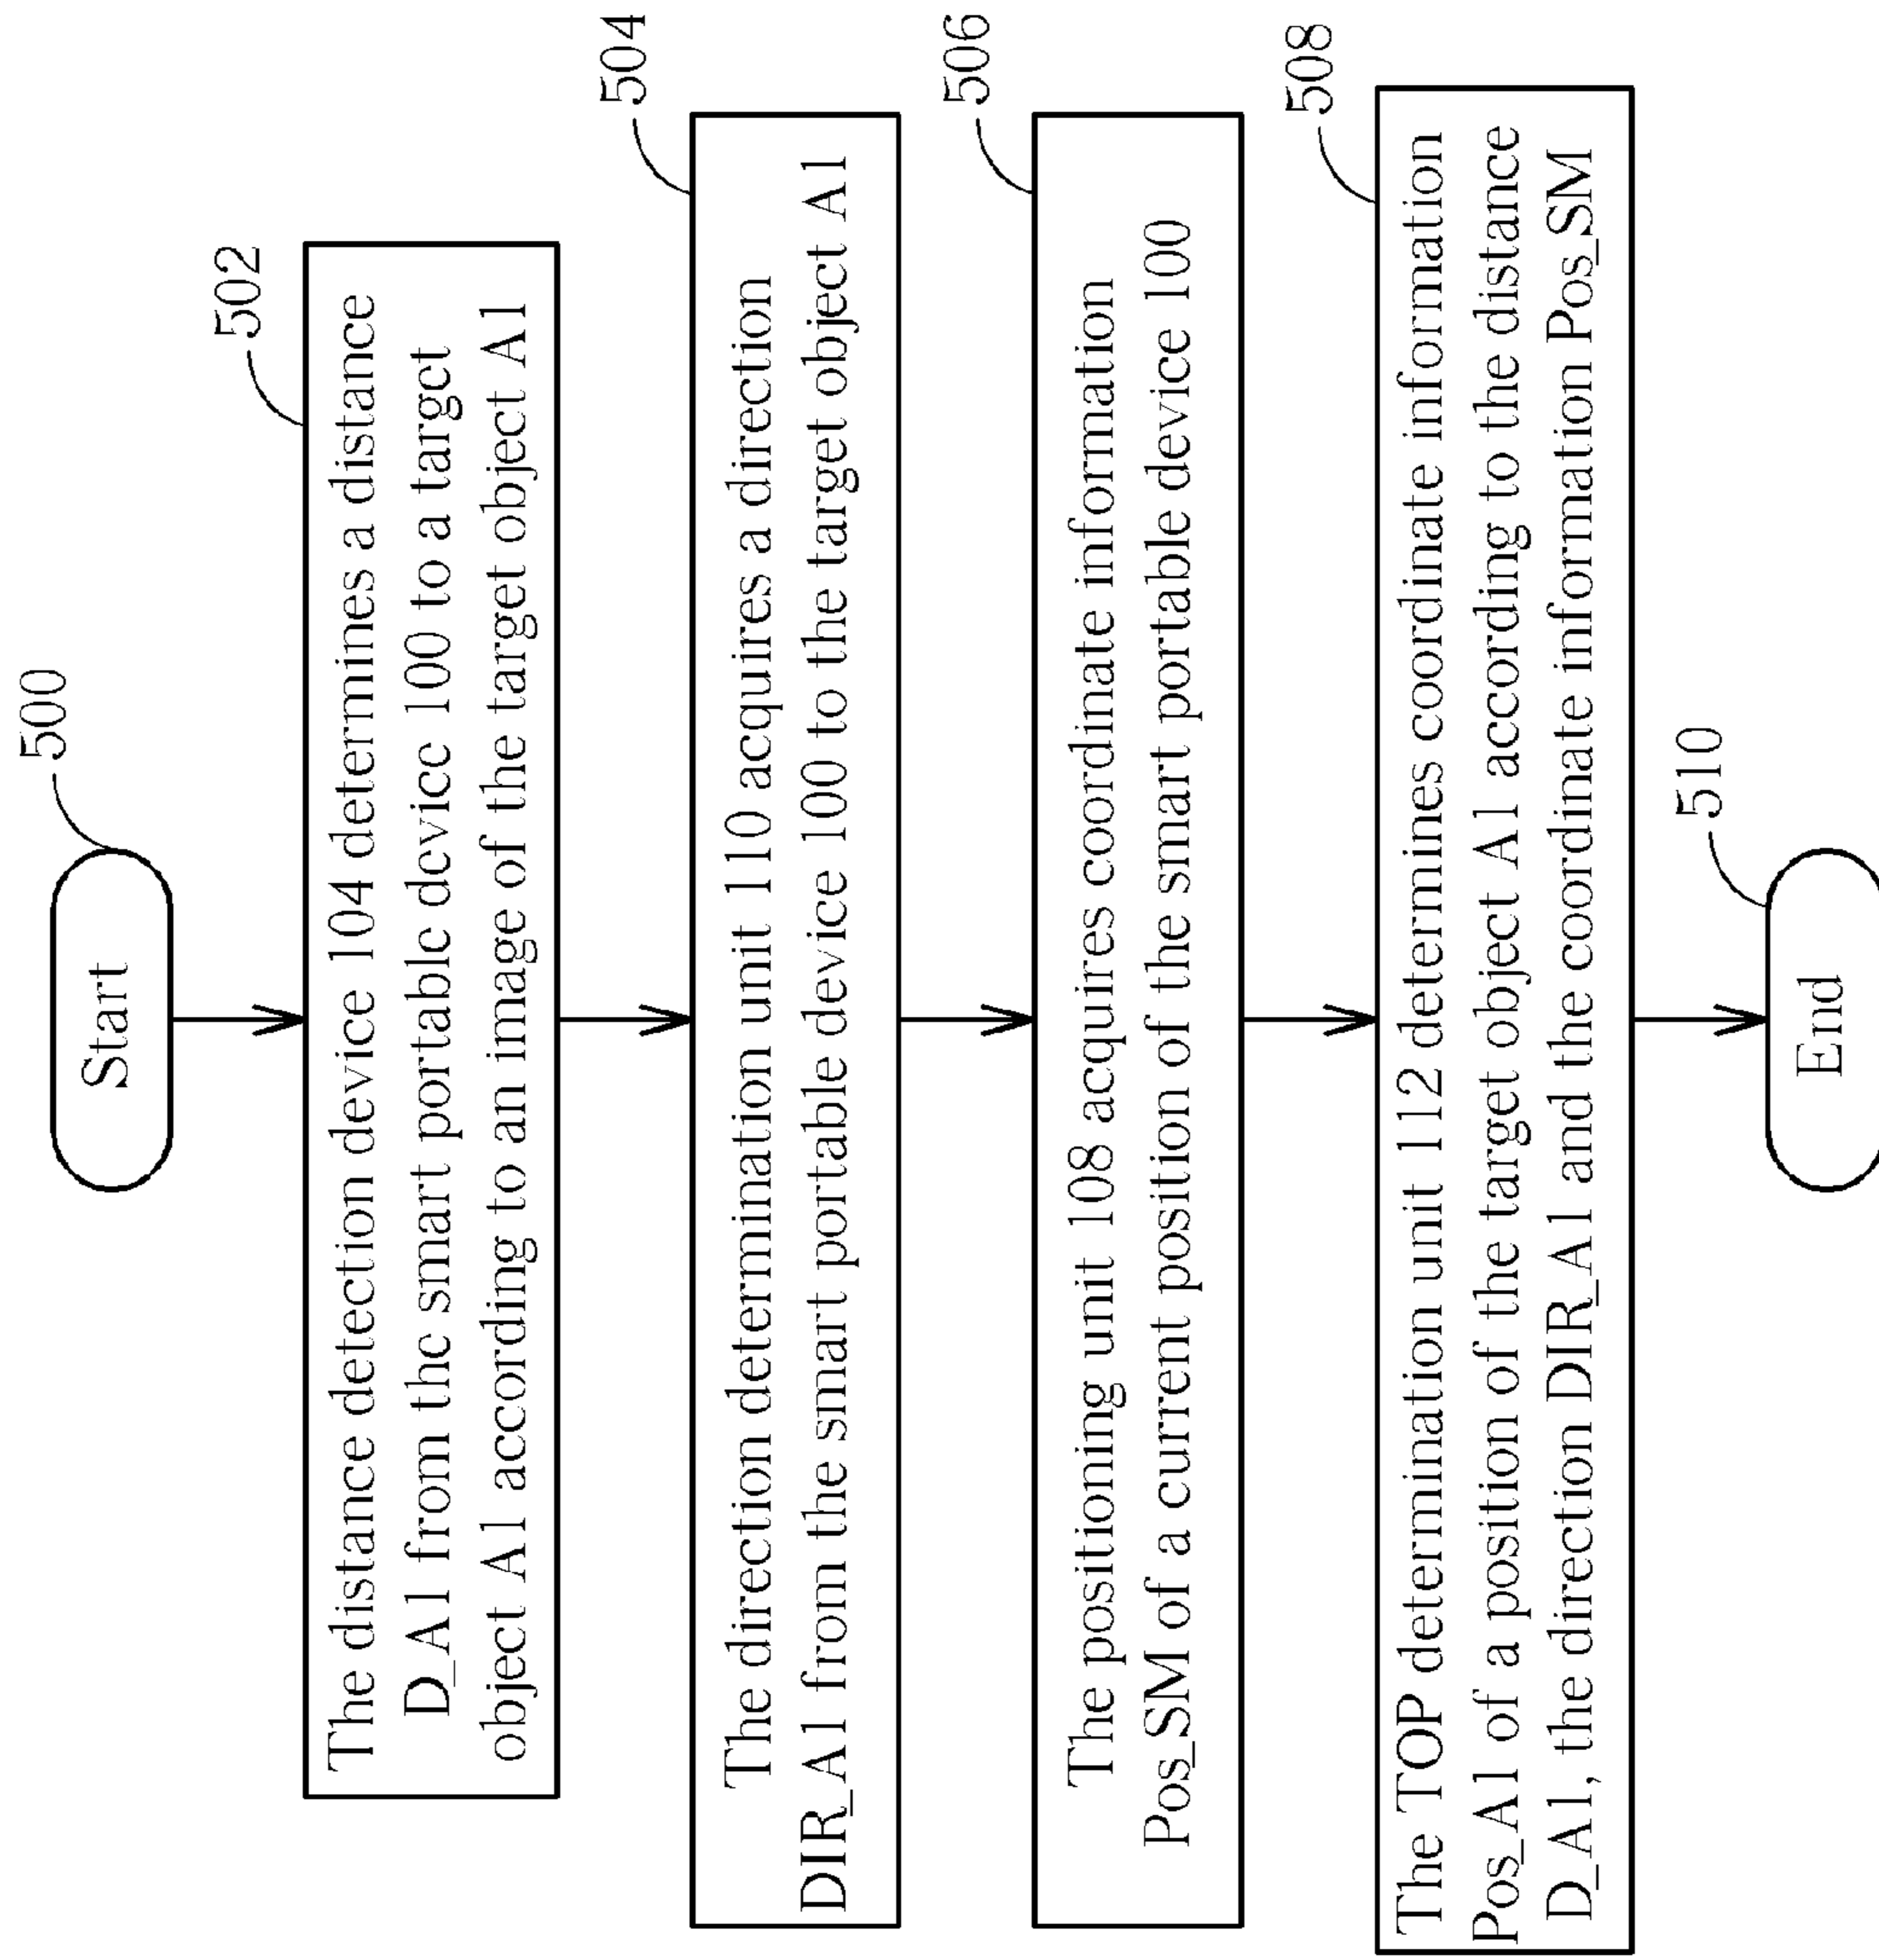 500
Start
502
The distance detection device 104 determines a distance
D_A1 from the smart portable device 100 to a target
object A1 according to an image of the target object A1
504
The direction determination unit 110 acquires a direction
DIR_A1 from the smart portable device 100 to the target object A1
506
The positioning unit 108 acquires coordinate information
Pos_SM of a current position of the smart portable device 100
508
The TOP determination unit 112 determines coordinate information
Pos_A1 of a position of the target object A1 according to the distance
D_A1, the direction DIR_A1 and the coordinate information Pos_SM
510
End